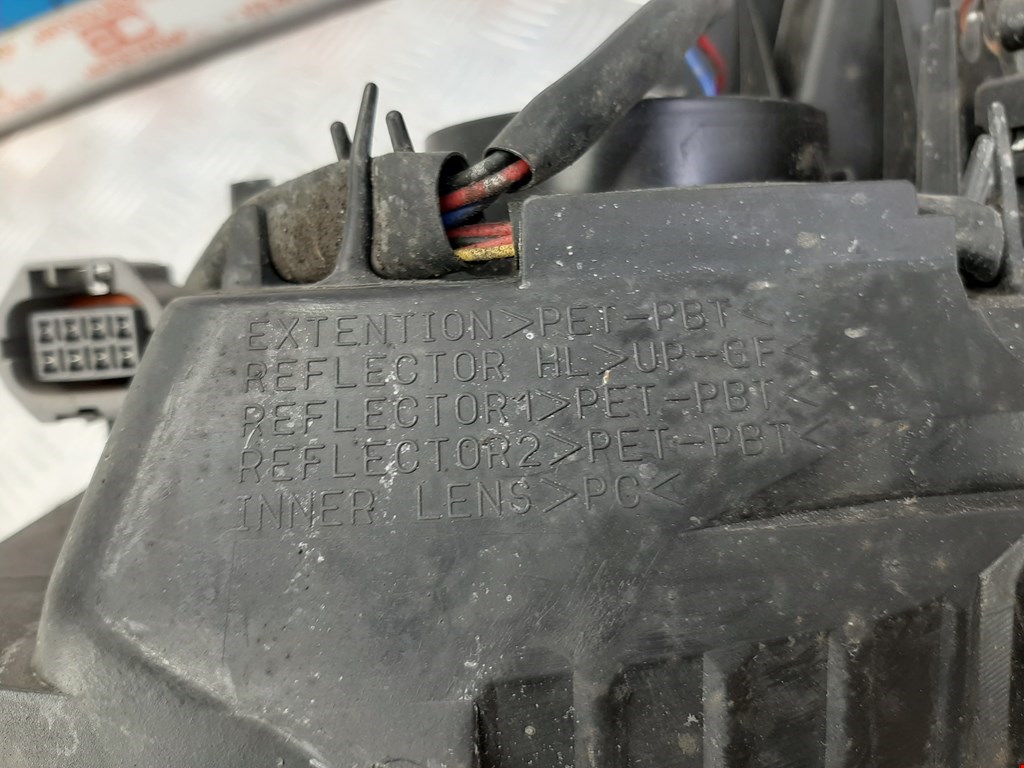 EXTENTION>PET-PBT<
REFLECTOR HL>UP-GF<
REFLECTOR1>PET-PBT<
REFLECTOR2>PET-PBT<
INNER LENS>PC<